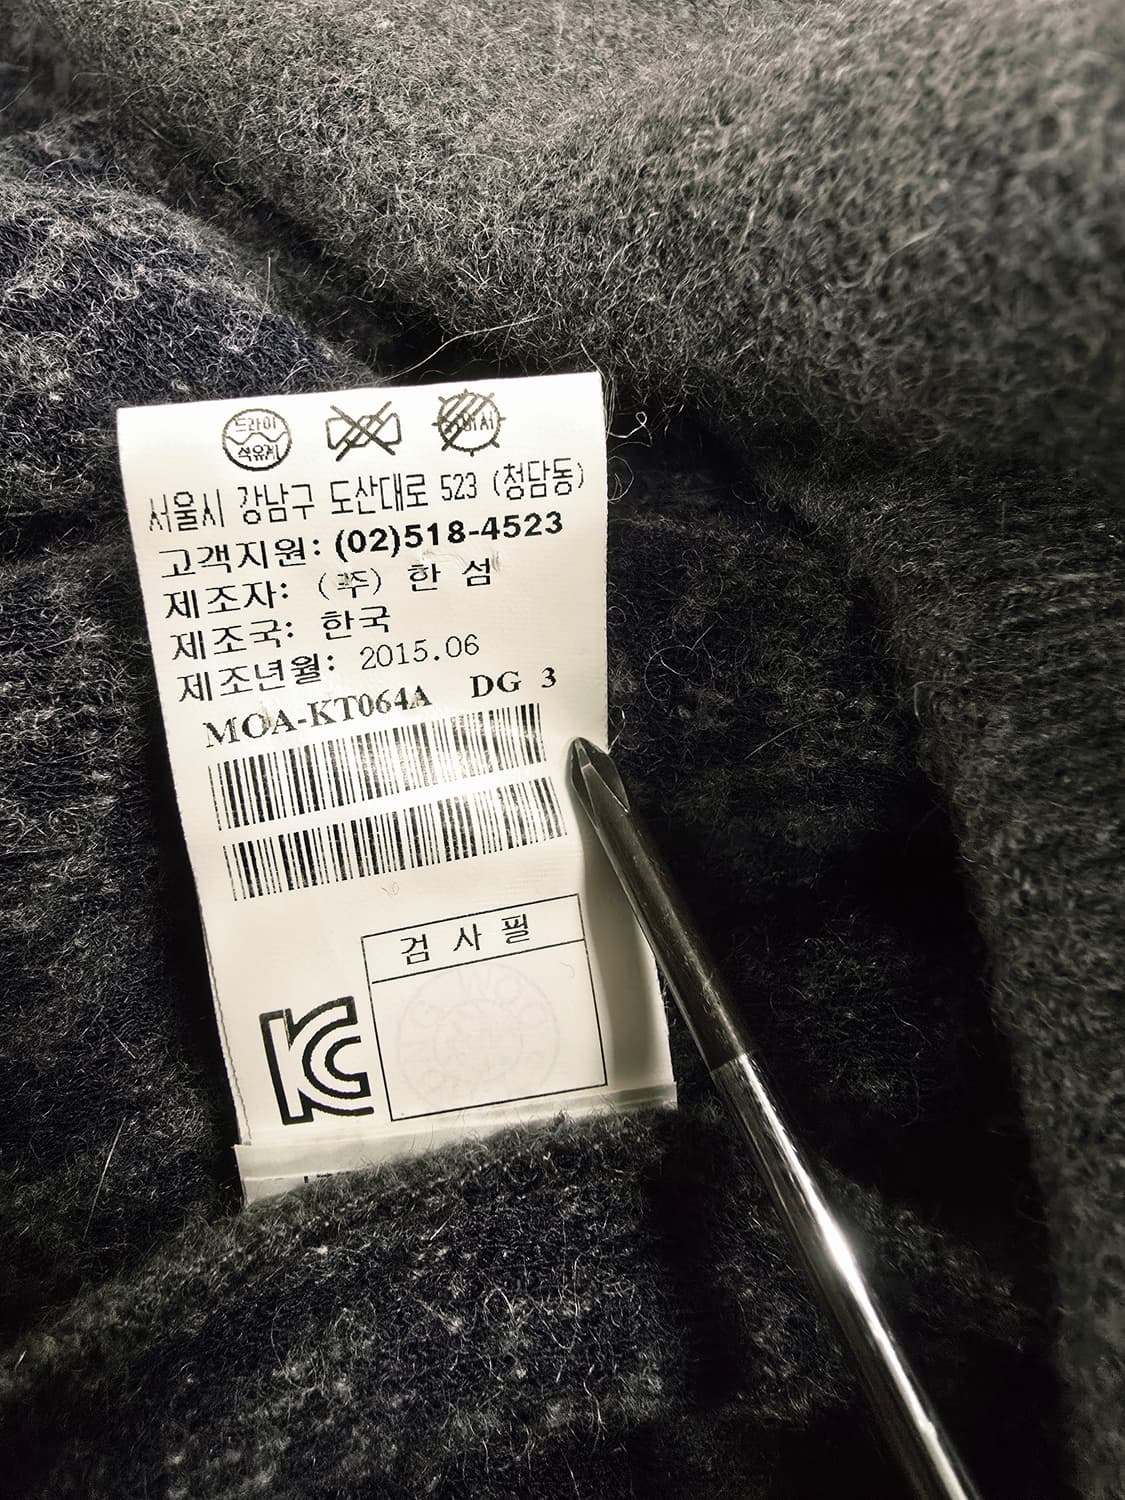 드라이
석유계
서울시 강남구 도산대로 523 (청담동)
고객지원: (02)518-4523
제조자: (주) 한 섬
제조국: 한국
제조년월: 2015.06
MOA-KT064A DG 3
검 사 필
KC